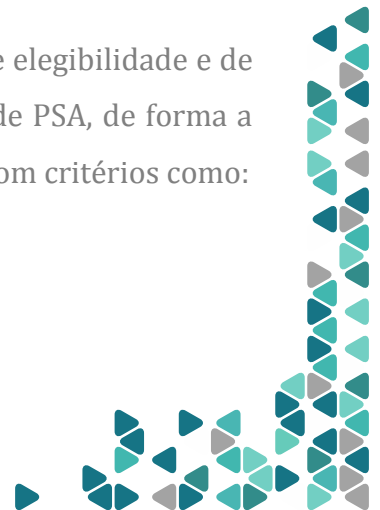 e elegibilidade e de
de PSA, de forma a
om critérios como: